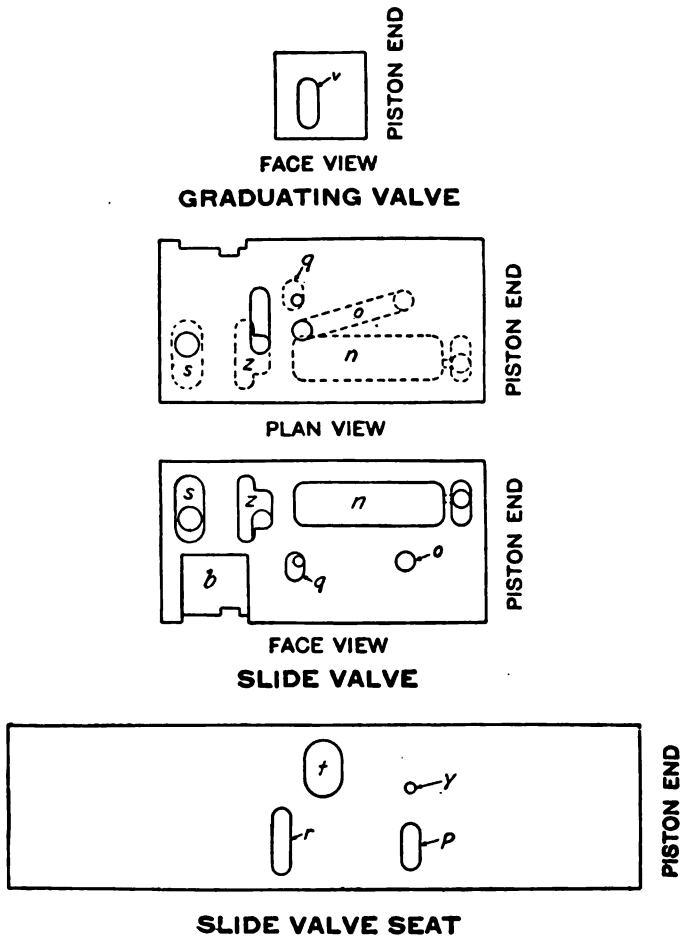 v
PISTON END
FACE VIEW
GRADUATING VALVE
q
o
n
s
z
PISTON END
PLAN VIEW
s
z
n
b
q
o
PISTON END
FACE VIEW
SLIDE VALVE
t
y
r
p
PISTON END
SLIDE VALVE SEAT